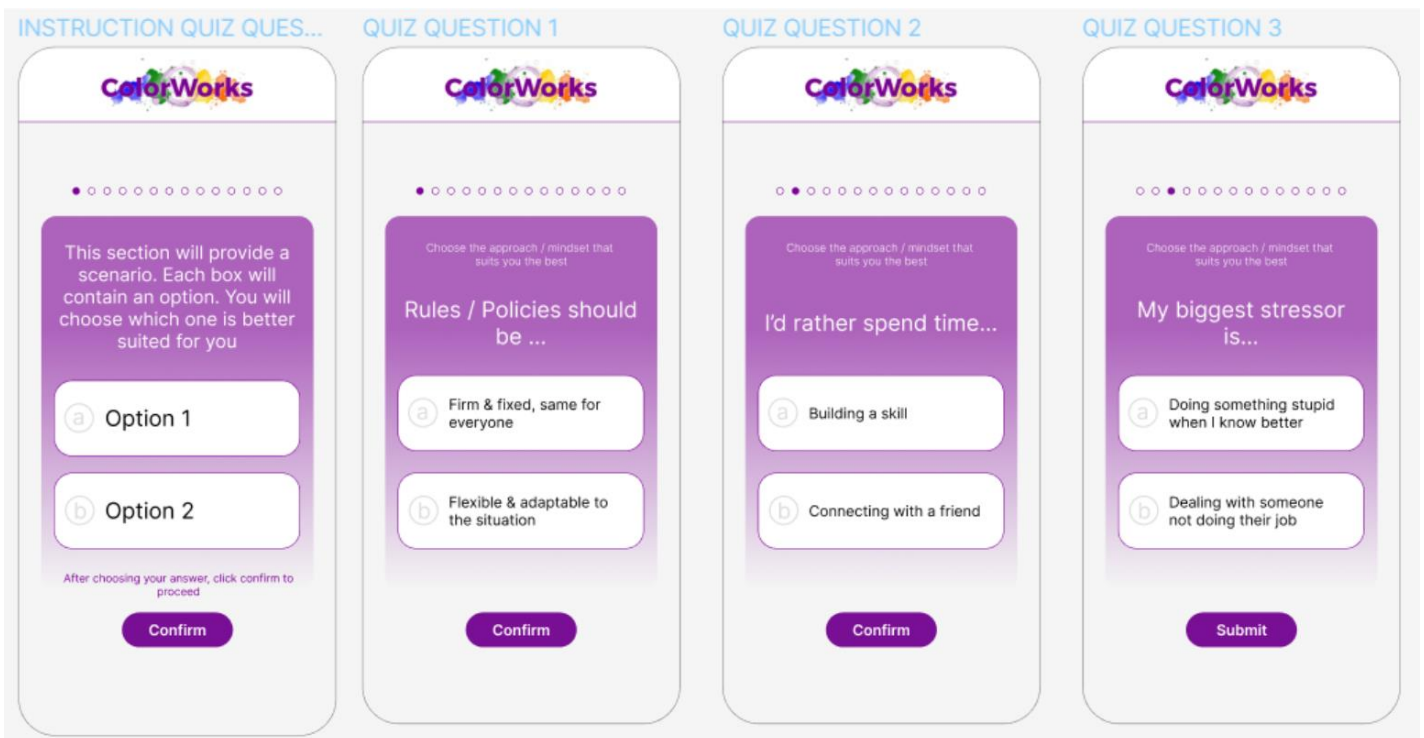 INSTRUCTION QUIZ QUES...
ColorWorks
This section will provide a
scenario. Each box will
contain an option. You will
choose which one is better
suited for you
a Option 1
b Option 2
After choosing your answer, click confirm to
proceed
Confirm
QUIZ QUESTION 1
ColorWorks
Choose the approach / mindset that
suits you the best
Rules / Policies should
be ...
a Firm & fixed, same for
everyone
b Flexible & adaptable to
the situation
Confirm
QUIZ QUESTION 2
ColorWorks
Choose the approach / mindset that
suits you the best
I'd rather spend time...
a Building a skill
b Connecting with a friend
Confirm
QUIZ QUESTION 3
ColorWorks
Choose the approach / mindset that
suits you the best
My biggest stressor
is...
a Doing something stupid
when I know better
b Dealing with someone
not doing their job
Submit